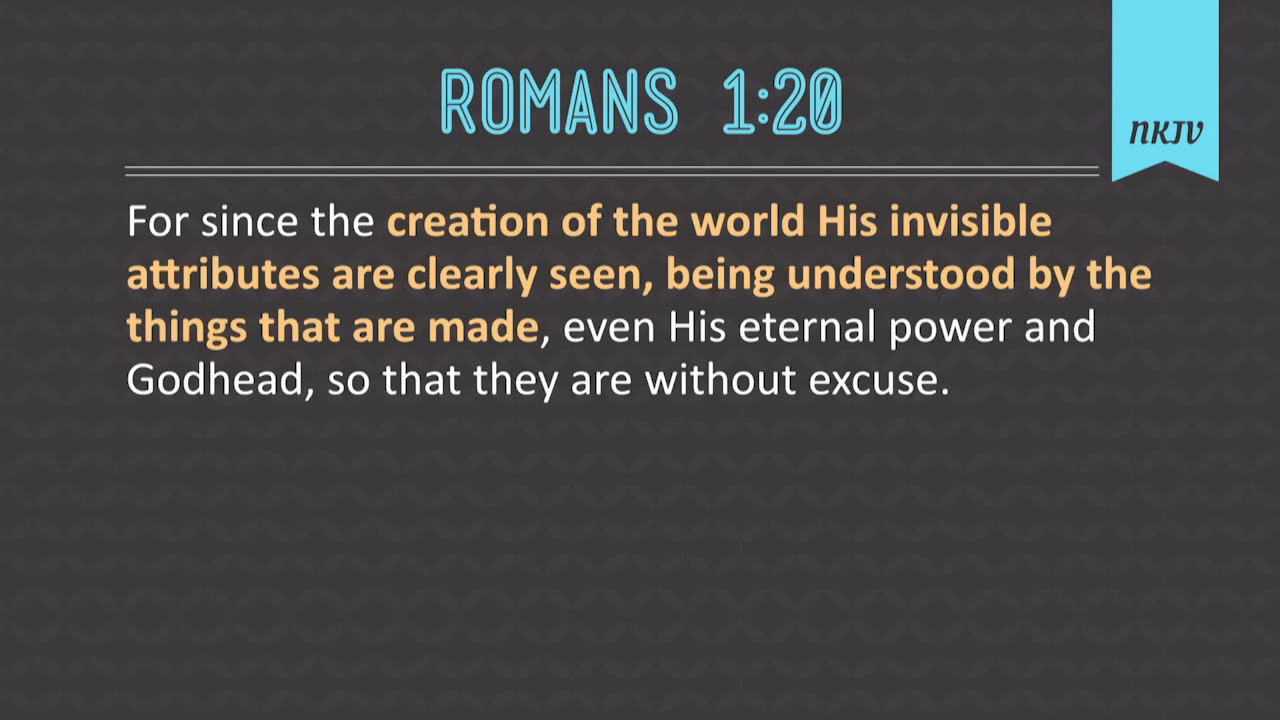 ROMANS 1:20
NKJV
For since the creation of the world His invisible
attributes are clearly seen, being understood by the
things that are made, even His eternal power and
Godhead, so that they are without excuse.